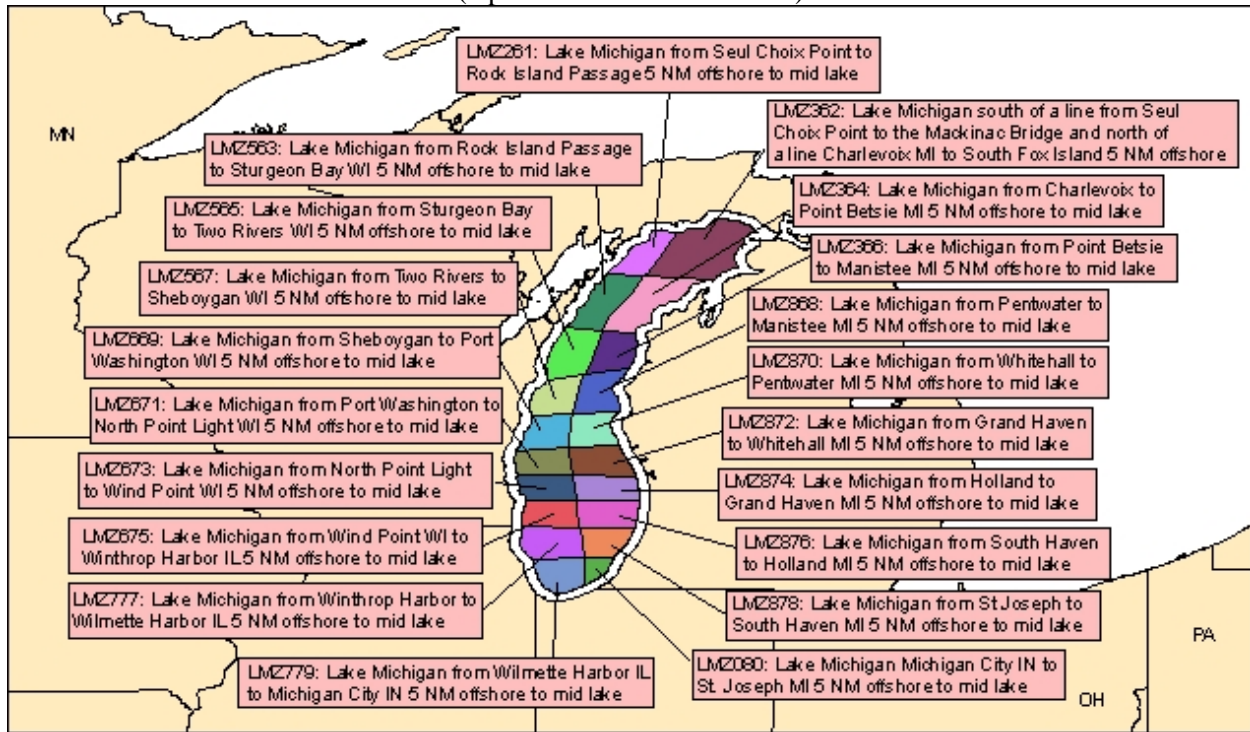 LMZ261: Lake Michigan from Seul Choix Point to
Rock Island Passage 5 NM offshore to mid lake
LMZ362: Lake Michigan south of a line from Seul
Choix Point to the Mackinac Bridge and north of
a line Charlevoix MI to South Fox Island 5 NM offshore
MN
LMZ563: Lake Michigan from Rock Island Passage
to Sturgeon Bay WI 5 NM offshore to mid lake
LMZ364: Lake Michigan from Charlevoix to
Point Betsie MI 5 NM offshore to mid lake
LMZ565: Lake Michigan from Sturgeon Bay
to Two Rivers WI 5 NM offshore to mid lake
LMZ366: Lake Michigan from Point Betsie
to Manistee MI 5 NM offshore to mid lake
LMZ567: Lake Michigan from Two Rivers to
Sheboygan WI 5 NM offshore to mid lake
LMZ868: Lake Michigan from Pentwater to
Manistee MI 5 NM offshore to mid lake
LMZ669: Lake Michigan from Sheboygan to Port
Washington WI 5 NM offshore to mid lake
LMZ870: Lake Michigan from Whitehall to
Pentwater MI 5 NM offshore to mid lake
LMZ671: Lake Michigan from Port Washington to
North Point Light WI 5 NM offshore to mid lake
LMZ872: Lake Michigan from Grand Haven
to Whitehall MI 5 NM offshore to mid lake
LMZ673: Lake Michigan from North Point Light
to Wind Point WI 5 NM offshore to mid lake
LMZ874: Lake Michigan from Holland to
Grand Haven MI 5 NM offshore to mid lake
LMZ675: Lake Michigan from Wind Point WI to
Winthrop Harbor IL 5 NM offshore to mid lake
LMZ876: Lake Michigan from South Haven
to Holland MI 5 NM offshore to mid lake
LMZ777: Lake Michigan from Winthrop Harbor to
Wilmette Harbor IL 5 NM offshore to mid lake
LMZ878: Lake Michigan from St Joseph to
South Haven MI 5 NM offshore to mid lake
PA
LMZ779: Lake Michigan from Wilmette Harbor IL
to Michigan City IN 5 NM offshore to mid lake
LMZ080: Lake Michigan Michigan City IN to
St Joseph MI 5 NM offshore to mid lake
OH